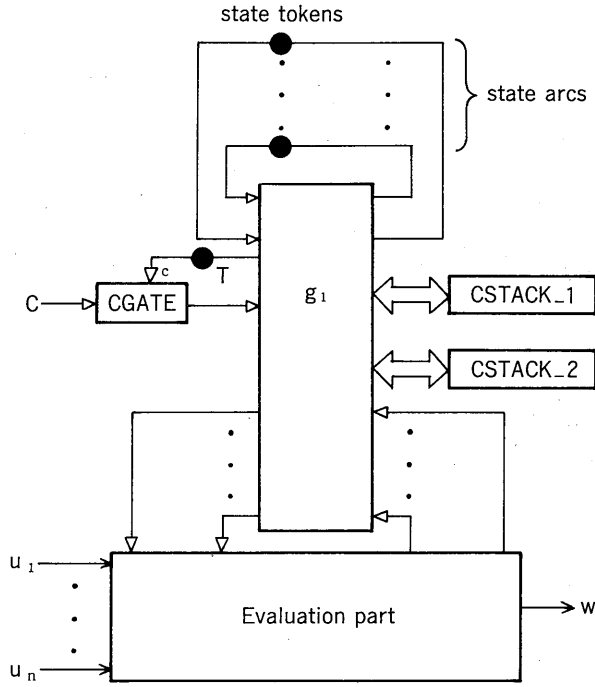 state tokens
state arcs
c
T
C
CGATE
g₁
CSTACK_1
CSTACK_2
u₁
Evaluation part
w
uₙ